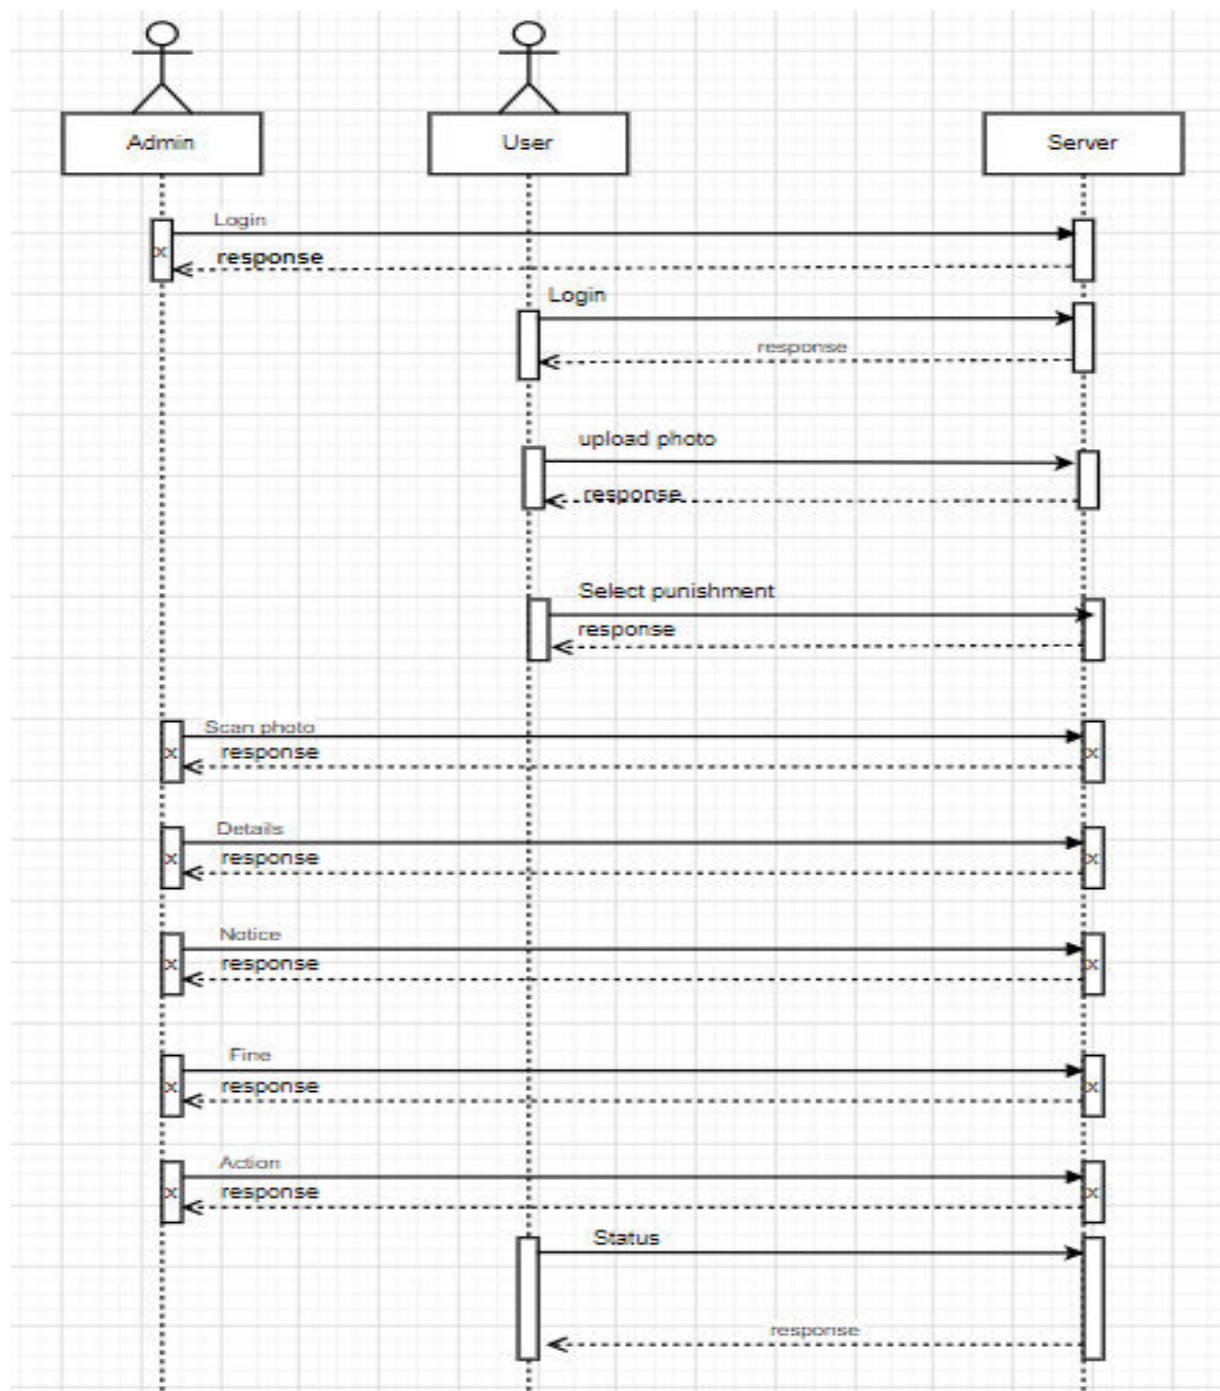 Admin
User
Server
Login
response
Login
response
upload photo
response
Select punishment
response
Scan photo
x response x
Details
x response x
Notice
x response x
Fine
x response x
Action
x response x
Status
response